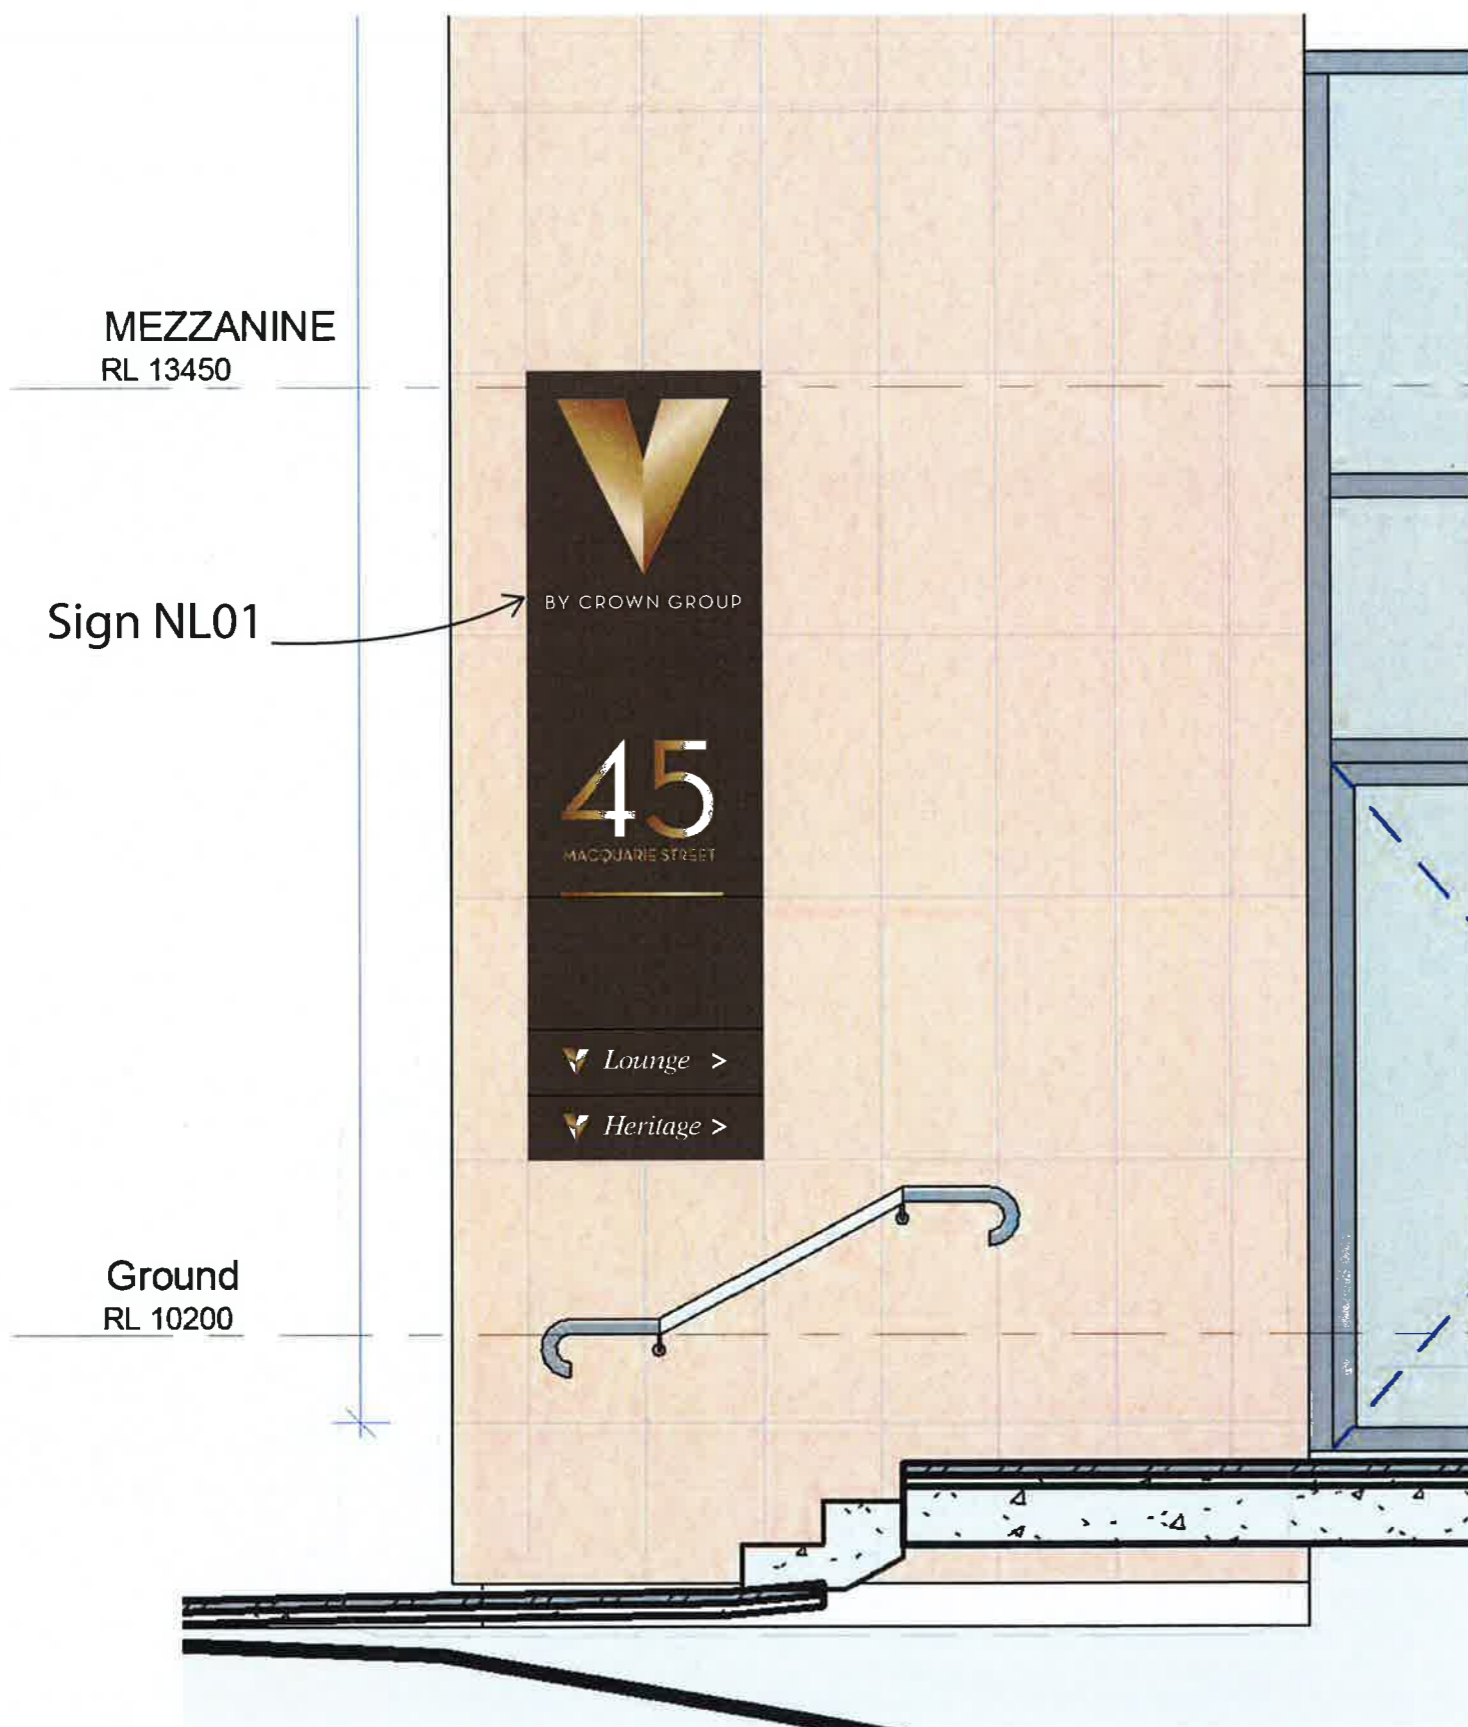 MEZZANINE
RL 13450
Sign NL01
V
BY CROWN GROUP
45
MACQUARIE STREET
V Lounge >
V Heritage >
Ground
RL 10200